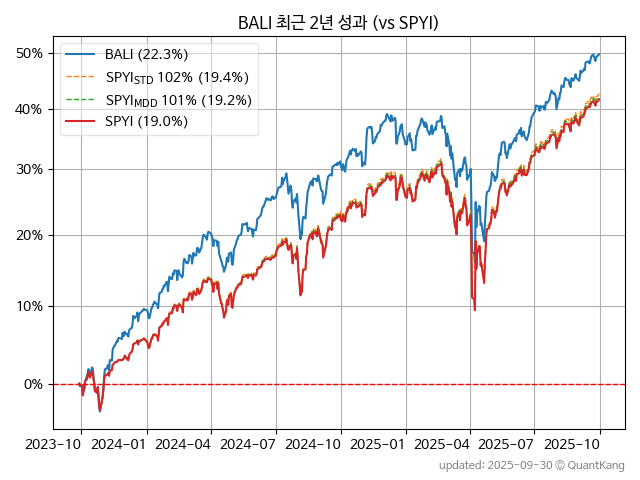 BALI 최근 2년 성과 (vs SPYI)
BALI (22.3%)
SPYI_STD 102% (19.4%)
SPYI_MDD 101% (19.2%)
SPYI (19.0%)
50%
40%
30%
20%
10%
0%
2023-10 2024-01 2024-04 2024-07 2024-10 2025-01 2025-04 2025-07 2025-10
updated: 2025-09-30 © QuantKang